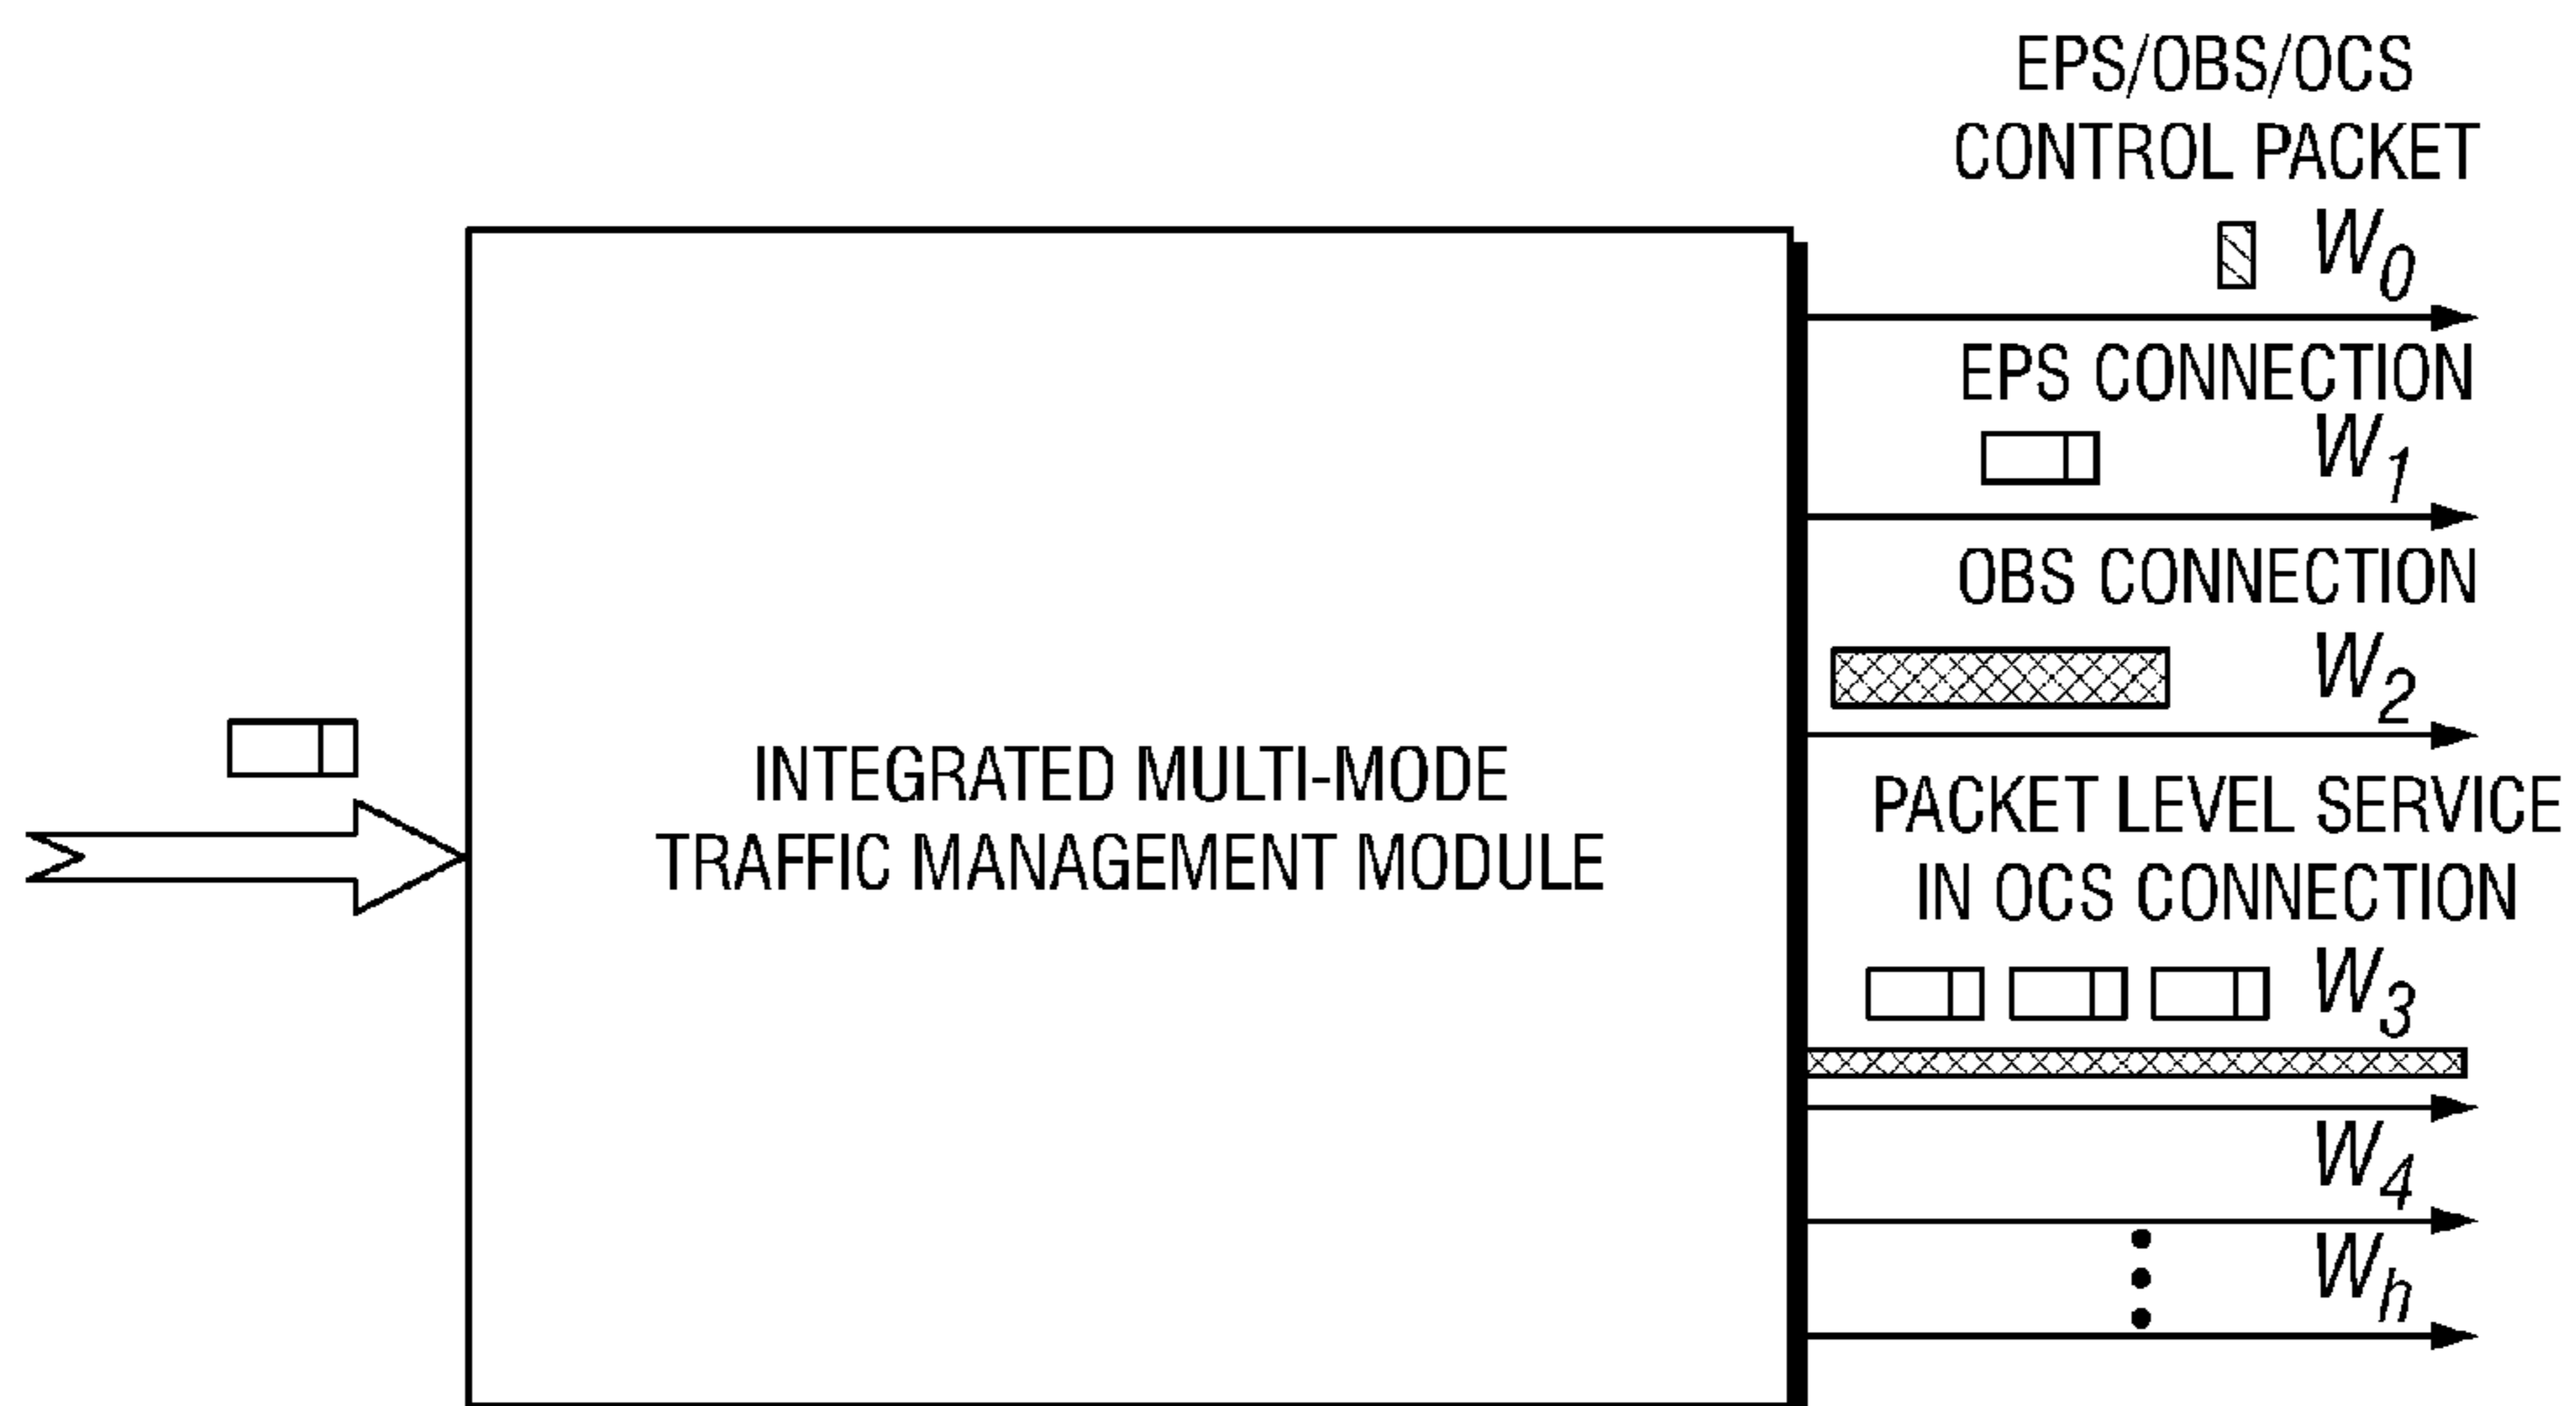 EPS/OBS/OCS
CONTROL PACKET
W0
EPS CONNECTION
W1
OBS CONNECTION
W2
INTEGRATED MULTI-MODE
TRAFFIC MANAGEMENT MODULE
PACKET LEVEL SERVICE
IN OCS CONNECTION
W3
W4
Wh